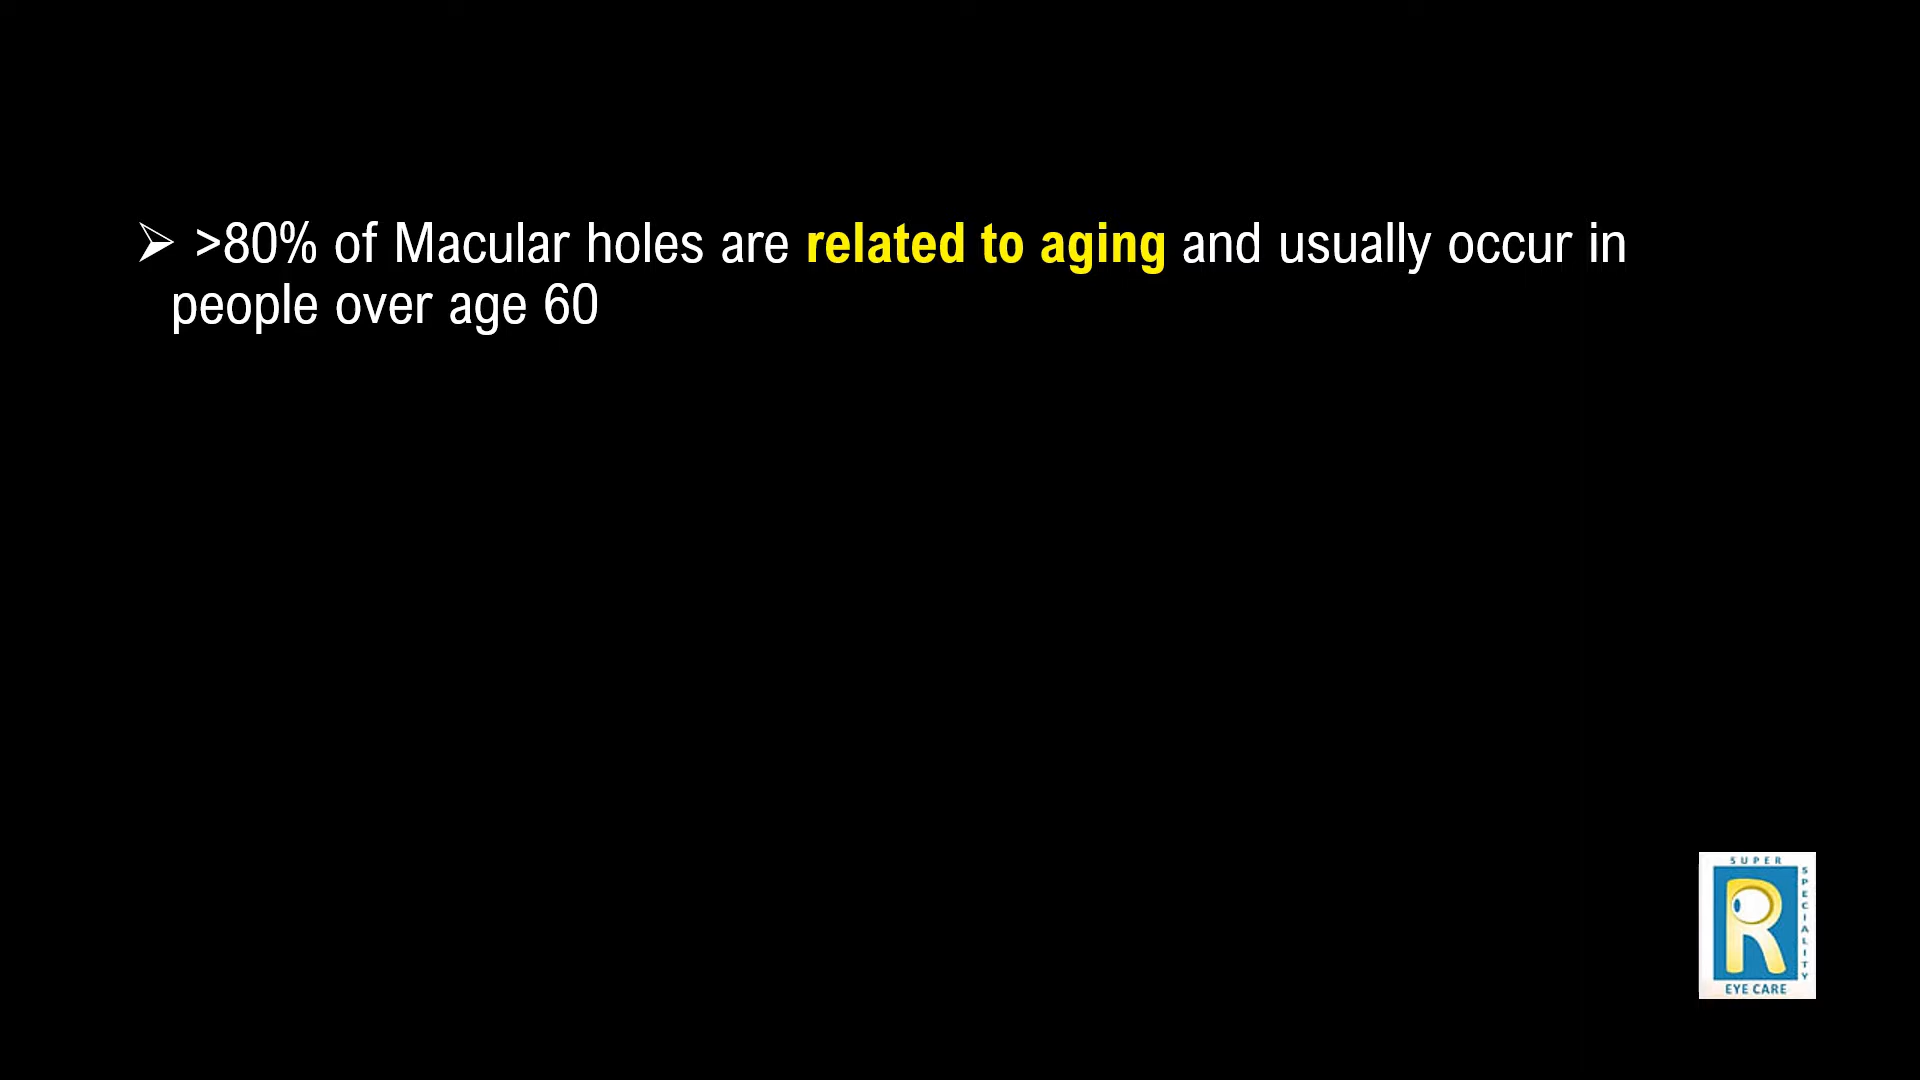 ➢ >80% of Macular holes are related to aging and usually occur in
people over age 60
SUPER
SPECIALITY
R
EYE CARE